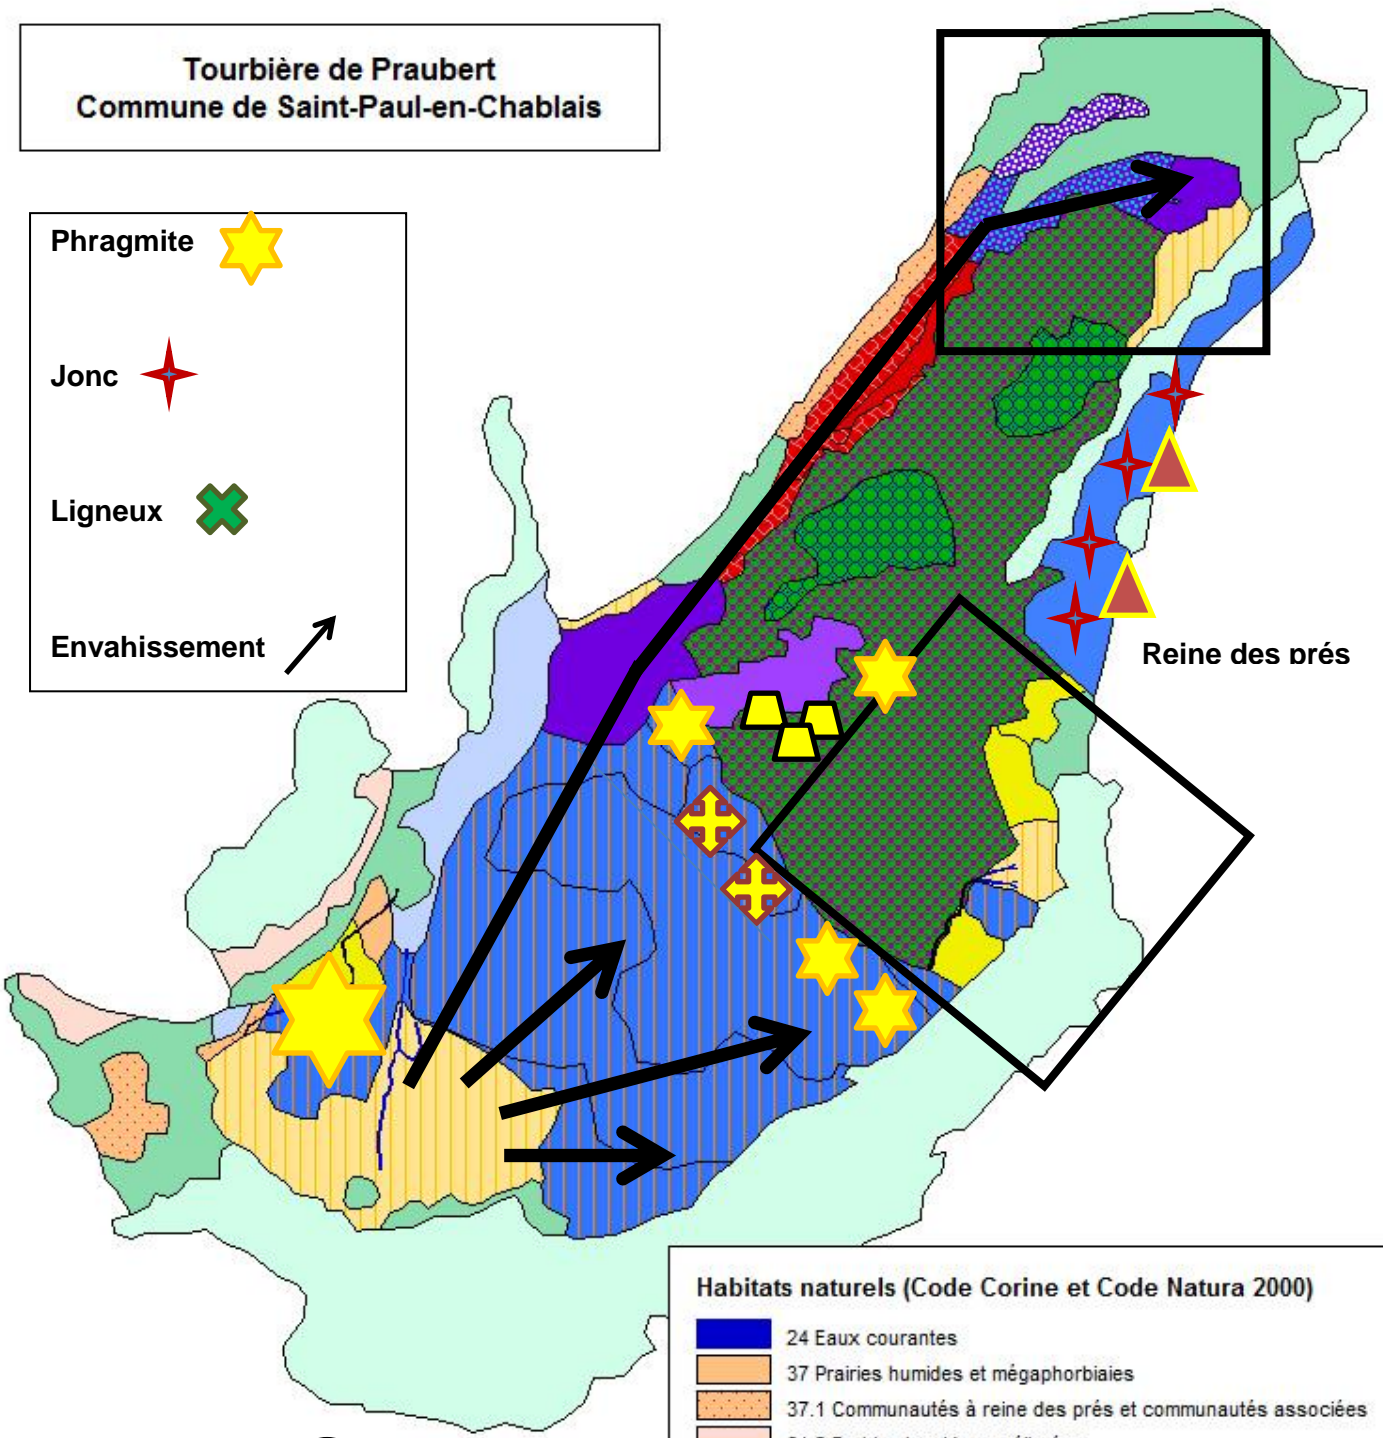 Tourbière de Praubert
Commune de Saint-Paul-en-Chablais
Phragmite
Jonc
Ligneux
Envahissement
Reine des prés
Habitats naturels (Code Corine et Code Natura 2000)
24 Eaux courantes
37 Prairies humides et mégaphorbiaies
37.1 Communautés à reine des prés et communautés associées